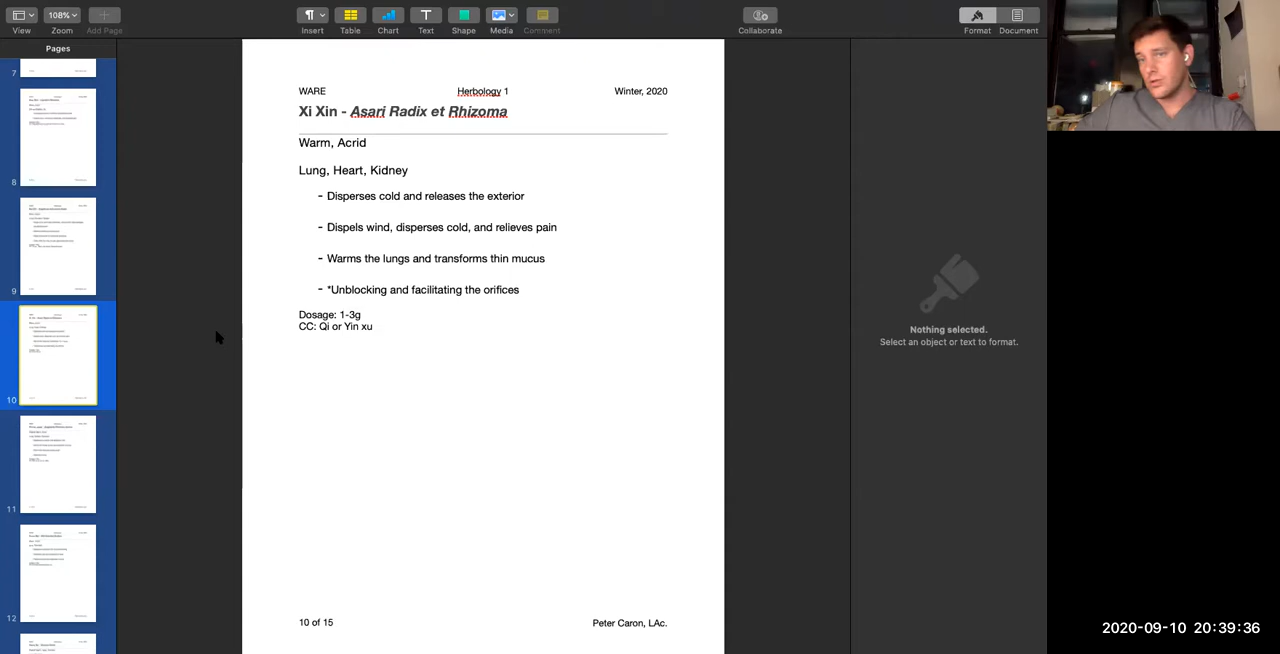 View
108%
Zoom
Add Page
Insert
Table
Chart
Text
Shape
Media
Comment
Collaborate
Format
Document
Pages
7
8
9
10
11
12
WARE Herbology 1 Winter, 2020
Xi Xin - Asari Radix et Rhizoma
Warm, Acrid
Lung, Heart, Kidney
- Disperses cold and releases the exterior
- Dispels wind, disperses cold, and relieves pain
- Warms the lungs and transforms thin mucus
- *Unblocking and facilitating the orifices
Dosage: 1-3g
CC: Qi or Yin xu
10 of 15 Peter Caron, LAc.
Nothing selected.
Select an object or text to format.
2020-09-10 20:39:36